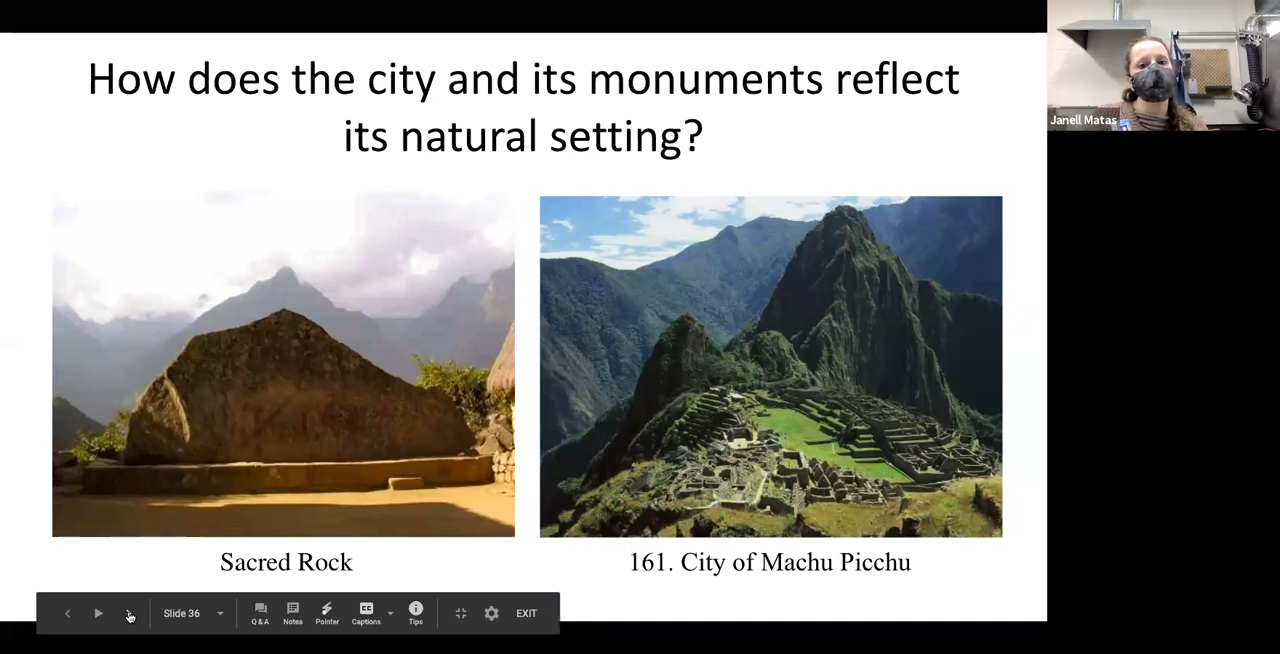 How does the city and its monuments reflect
its natural setting?
Janell Matas
Sacred Rock
161. City of Machu Picchu
Slide 36
Q & A
Notes
Pointer
CC
Captions
Tips
EXIT